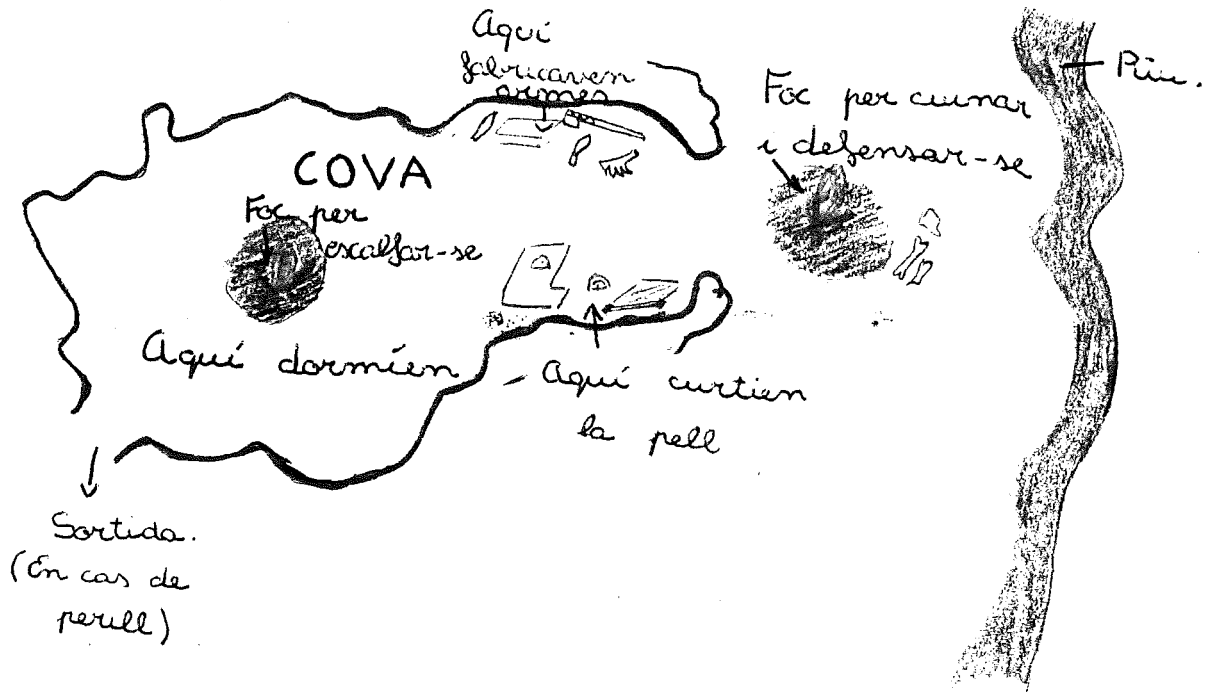 Aquí
fabricaven
armes
Riu.
Foc per cuinar
i defensar-se
COVA
Foc per
escalfar-se
Aquí dormien
Aquí curtien
la pell
Sortida.
(En cas de
perill)